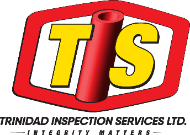 TIS
TRINIDAD INSPECTION SERVICES LTD.
INTEGRITY MATTERS